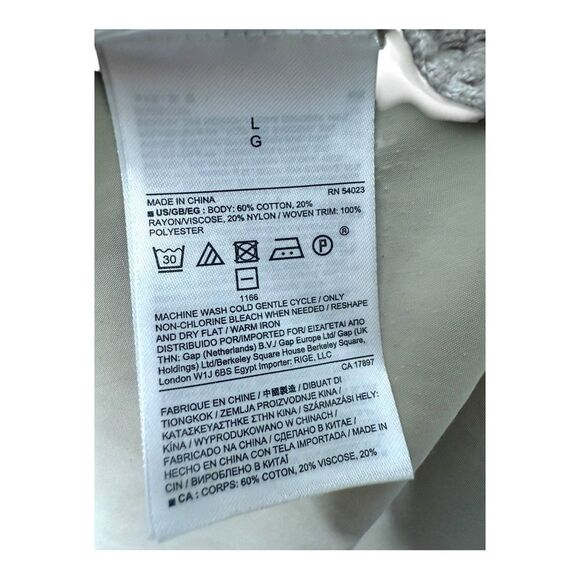 L
G
MADE IN CHINA
RN 54023
■ US/GB/EG : BODY: 60% COTTON, 20%
RAYON/VISCOSE, 20% NYLON / WOVEN TRIM: 100%
POLYESTER
30
P
®
1166
MACHINE WASH COLD GENTLE CYCLE / ONLY
NON-CHLORINE BLEACH WHEN NEEDED / RESHAPE
AND DRY FLAT / WARM IRON
DISTRIBUIDO POR/IMPORTED FOR/ ΕΙΣΑΓΕΤΑΙ ΑΠΟ
ΤΗΝ: Gap (Netherlands) B.V./ Gap Europe Ltd/ Gap (UK
Holdings) Ltd/Berkeley Square House Berkeley Square,
London W1J 6BS Egypt Importer: RIGE, LLC
CA 17897
FABRIQUE EN CHINE / 中國製造 / DIBUAT DI
TIONGKOK / ZEMLJA PROIZVODNJE KINA /
ΚΑΤΑΣΚΕΥΑΣΤΗΚΕ ΣΤΗΝ ΚΙΝΑ / SZÁRMAZÁSI HELY:
KÍNA / WYPRODUKOWANO W CHINACH /
FABRICADO NA CHINA / СДЕЛАНО В КИТАЕ /
HECHO EN CHINA CON TELA IMPORTADA / MADE IN
CIN / ВИРОБЛЕНО В КИТАЇ
■ CA : CORPS: 60% COTON, 20% VISCOSE, 20%